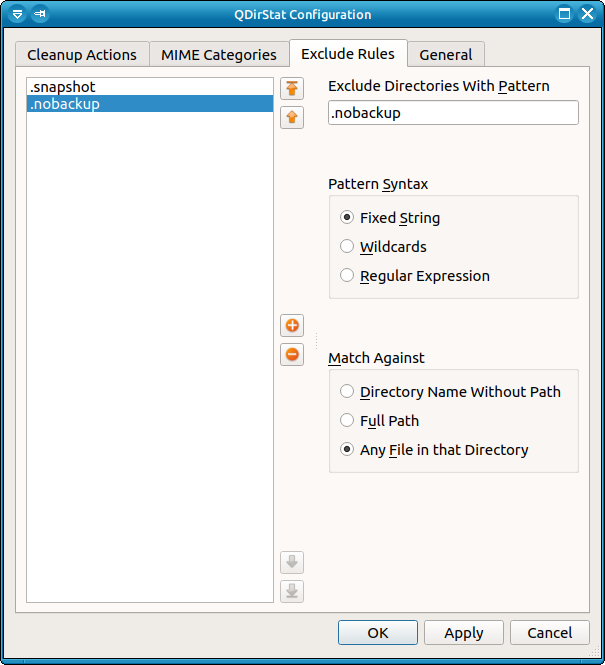 QDirStat Configuration
Cleanup Actions
MIME Categories
Exclude Rules
General
.snapshot
.nobackup
Exclude Directories With Pattern
.nobackup
Pattern Syntax
Fixed String
Wildcards
Regular Expression
Match Against
Directory Name Without Path
Full Path
Any File in that Directory
OK
Apply
Cancel